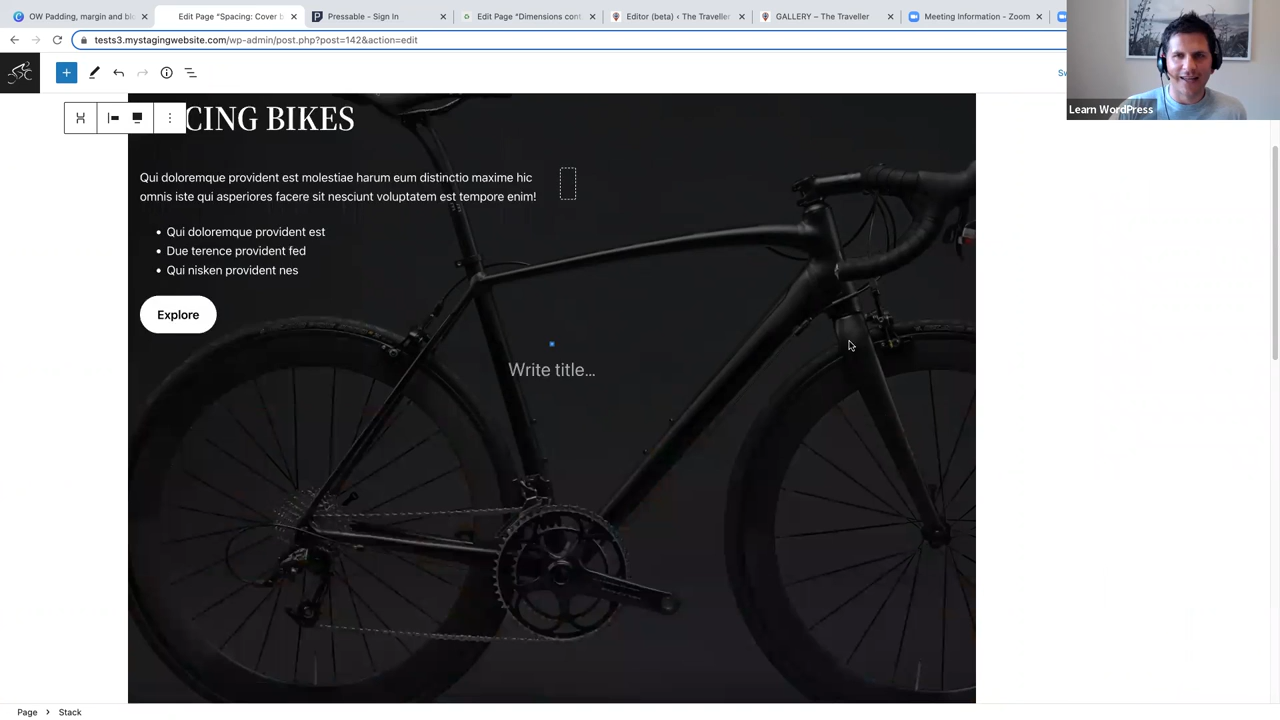 OW Padding, margin and blo
Edit Page "Spacing: Cover b
Pressable - Sign In
Edit Page "Dimensions cont
Editor (beta) ‹ The Traveller
GALLERY – The Traveller
Meeting Information - Zoom
tests3.mystagingwebsite.com/wp-admin/post.php?post=142&action=edit
Learn WordPress
CING BIKES
Qui doloremque provident est molestiae harum eum distinctio maxime hic
omnis iste qui asperiores facere sit nesciunt voluptatem est tempore enim!
• Qui doloremque provident est
• Due terence provident fed
• Qui nisken provident nes
Explore
Write title...
Page > Stack